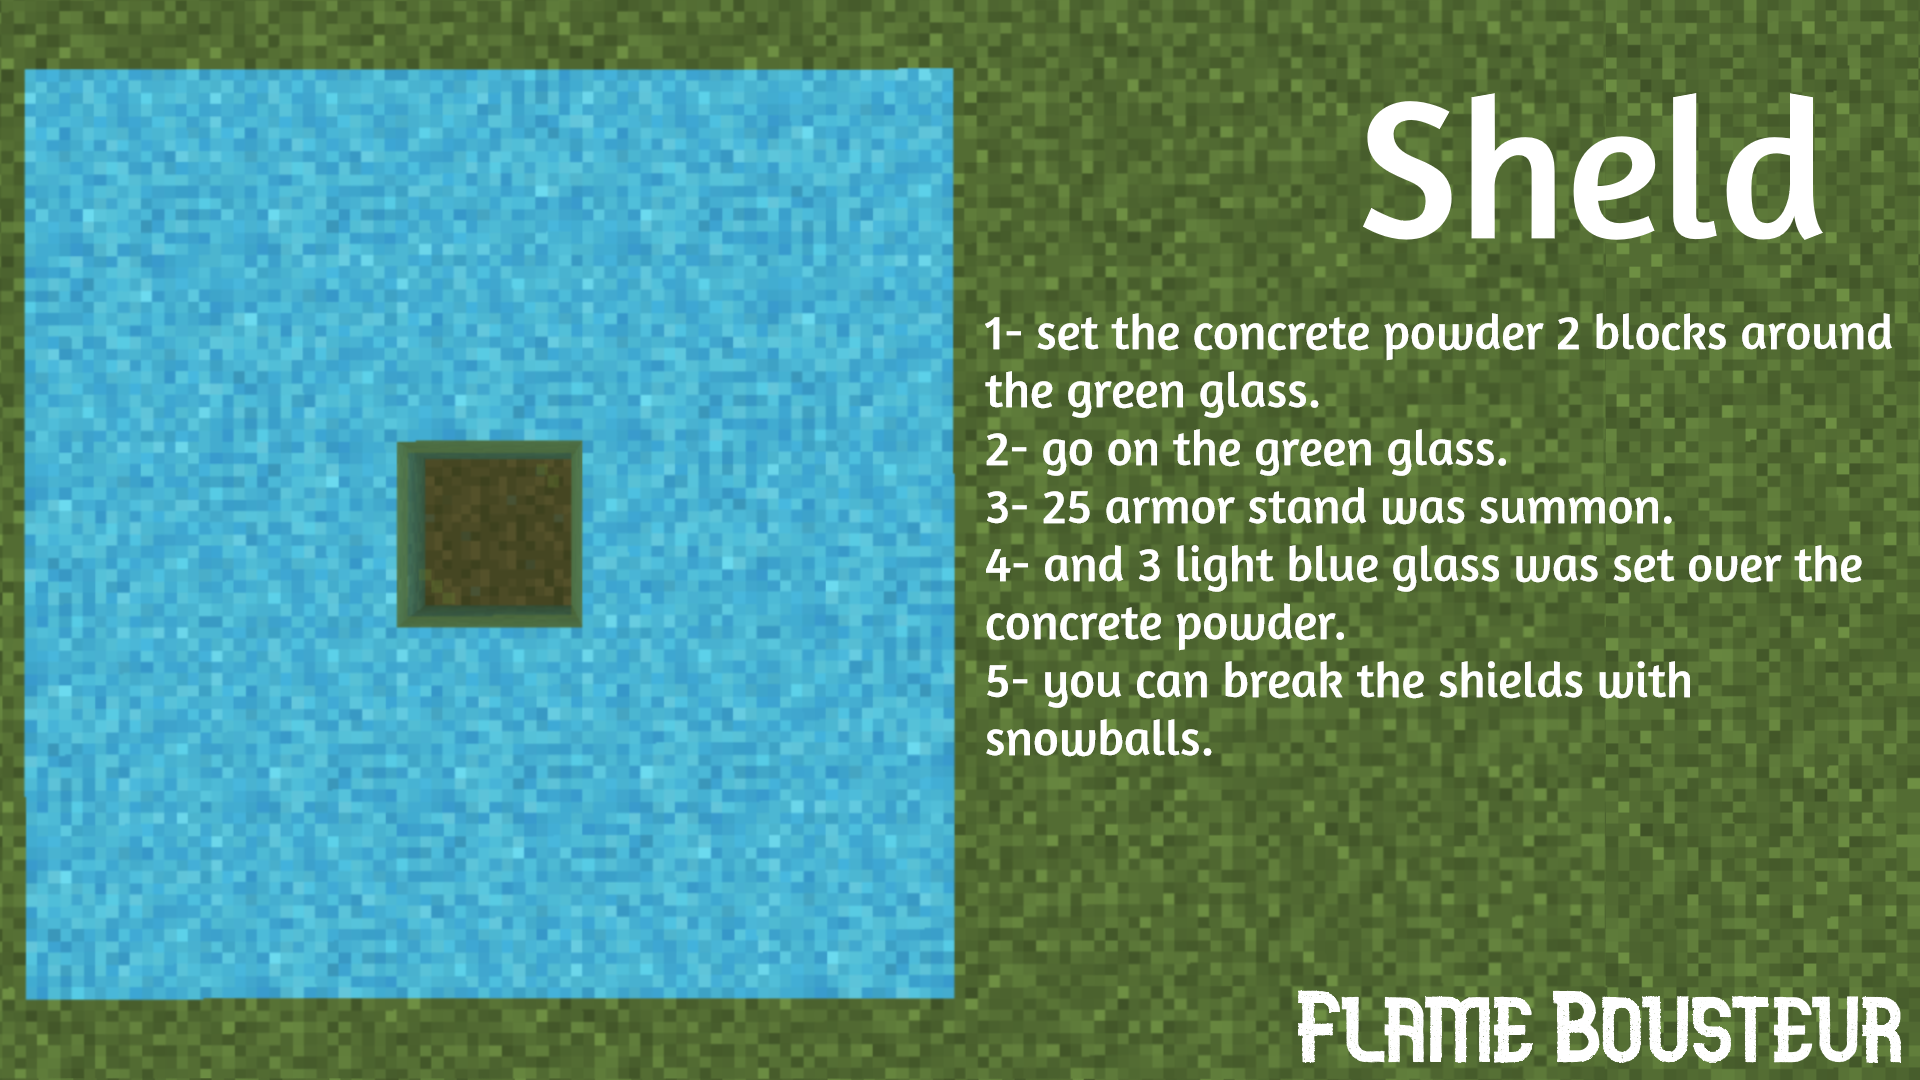 Sheld
1- set the concrete powder 2 blocks around
the green glass.
2- go on the green glass.
3- 25 armor stand was summon.
4- and 3 light blue glass was set over the
concrete powder.
5- you can break the shields with
snowballs.
FLAME BOUSTEUR